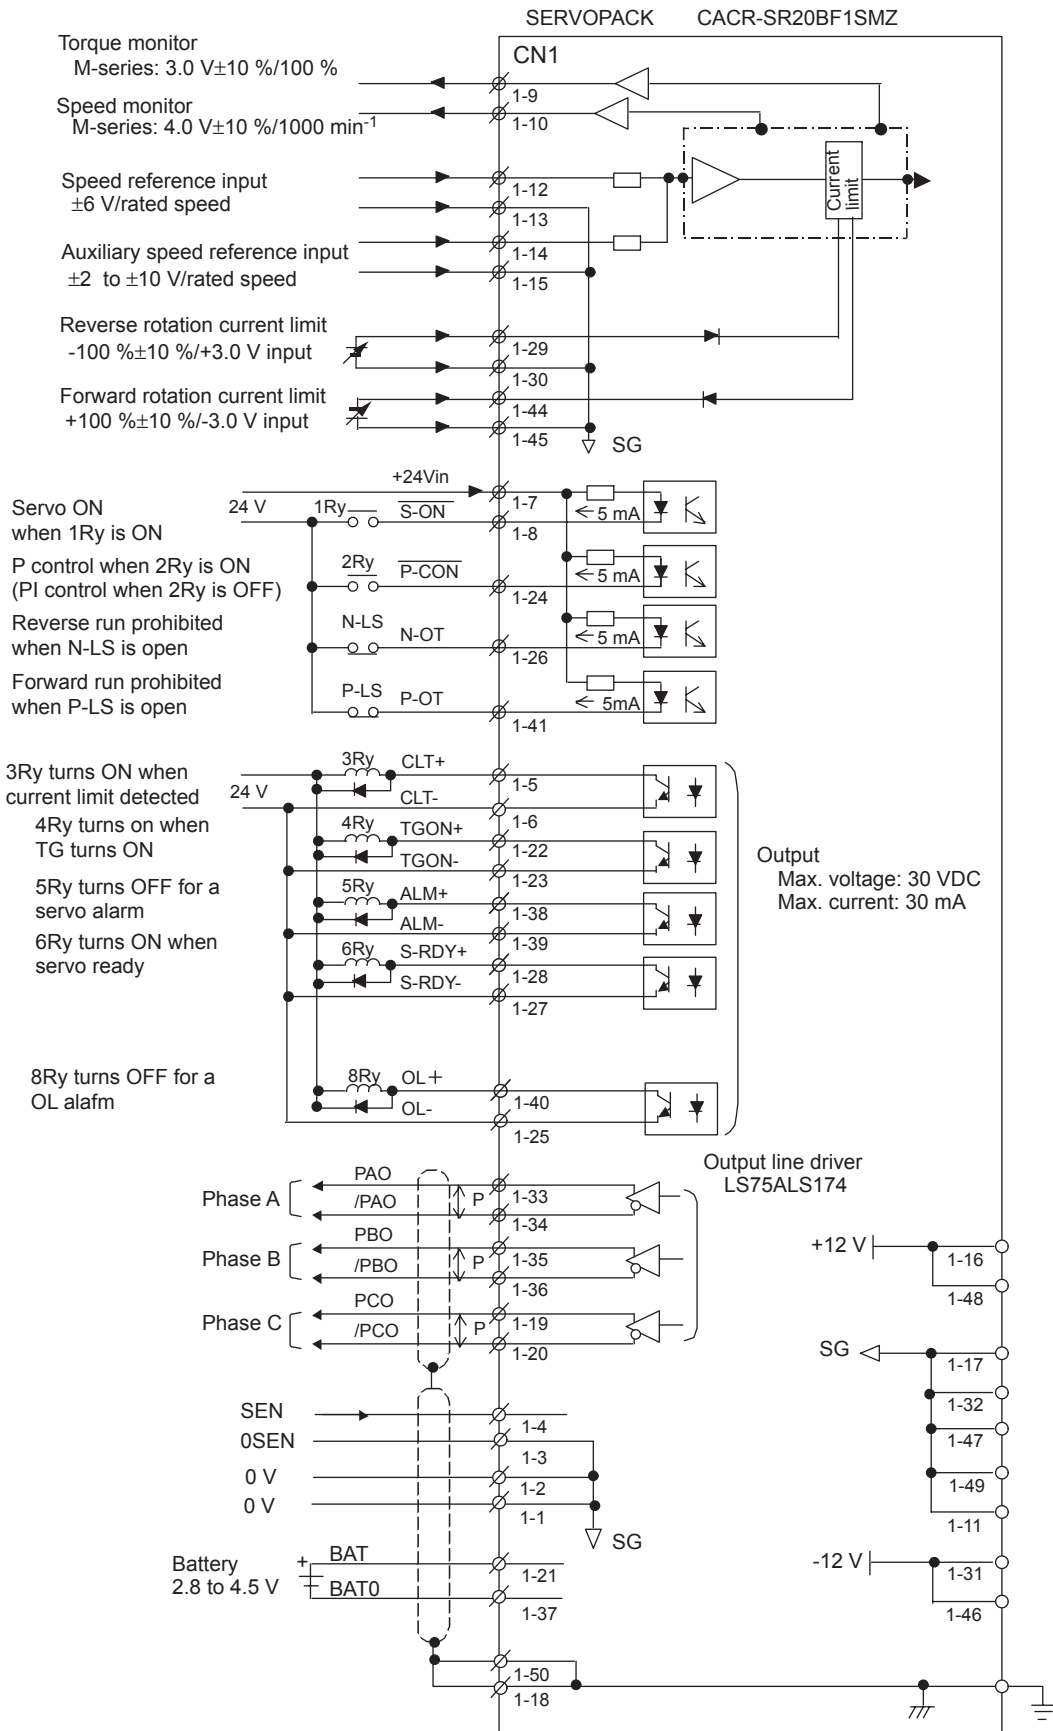 SERVOPACK CACR-SR20BF1SMZ
CN1
Torque monitor
M-series: 3.0 V±10 %/100 %
1-9
Speed monitor
M-series: 4.0 V±10 %/1000 min-1
1-10
Speed reference input
±6 V/rated speed
1-12
1-13
Current
limit
Auxiliary speed reference input
±2 to ±10 V/rated speed
1-14
1-15
Reverse rotation current limit
-100 %±10 %/+3.0 V input
1-29
1-30
Forward rotation current limit
+100 %±10 %/-3.0 V input
1-44
1-45
SG
+24Vin
1-7
Servo ON
when 1Ry is ON
24 V
1Ry
S-ON
1-8
5 mA
P control when 2Ry is ON
(PI control when 2Ry is OFF)
2Ry
P-CON
1-24
5 mA
Reverse run prohibited
when N-LS is open
N-LS
N-OT
1-26
5 mA
Forward run prohibited
when P-LS is open
P-LS
P-OT
1-41
5mA
3Ry turns ON when
current limit detected
24 V
3Ry
CLT+
1-5
CLT-
1-6
4Ry turns on when
TG turns ON
4Ry
TGON+
1-22
TGON-
1-23
5Ry turns OFF for a
servo alarm
5Ry
ALM+
1-38
ALM-
1-39
6Ry turns ON when
servo ready
6Ry
S-RDY+
1-28
S-RDY-
1-27
Output
Max. voltage: 30 VDC
Max. current: 30 mA
8Ry turns OFF for a
OL alafm
8Ry
OL+
1-40
OL-
1-25
Output line driver
LS75ALS174
Phase A
PAO
/PAO
P
1-33
1-34
Phase B
PBO
/PBO
P
1-35
1-36
Phase C
PCO
/PCO
P
1-19
1-20
+12 V
1-16
1-48
SG
1-17
1-32
1-47
1-49
1-11
-12 V
1-31
1-46
SEN
1-4
0SEN
1-3
0 V
1-2
0 V
1-1
SG
Battery
2.8 to 4.5 V
+
BAT
1-21
BAT0
1-37
1-50
1-18